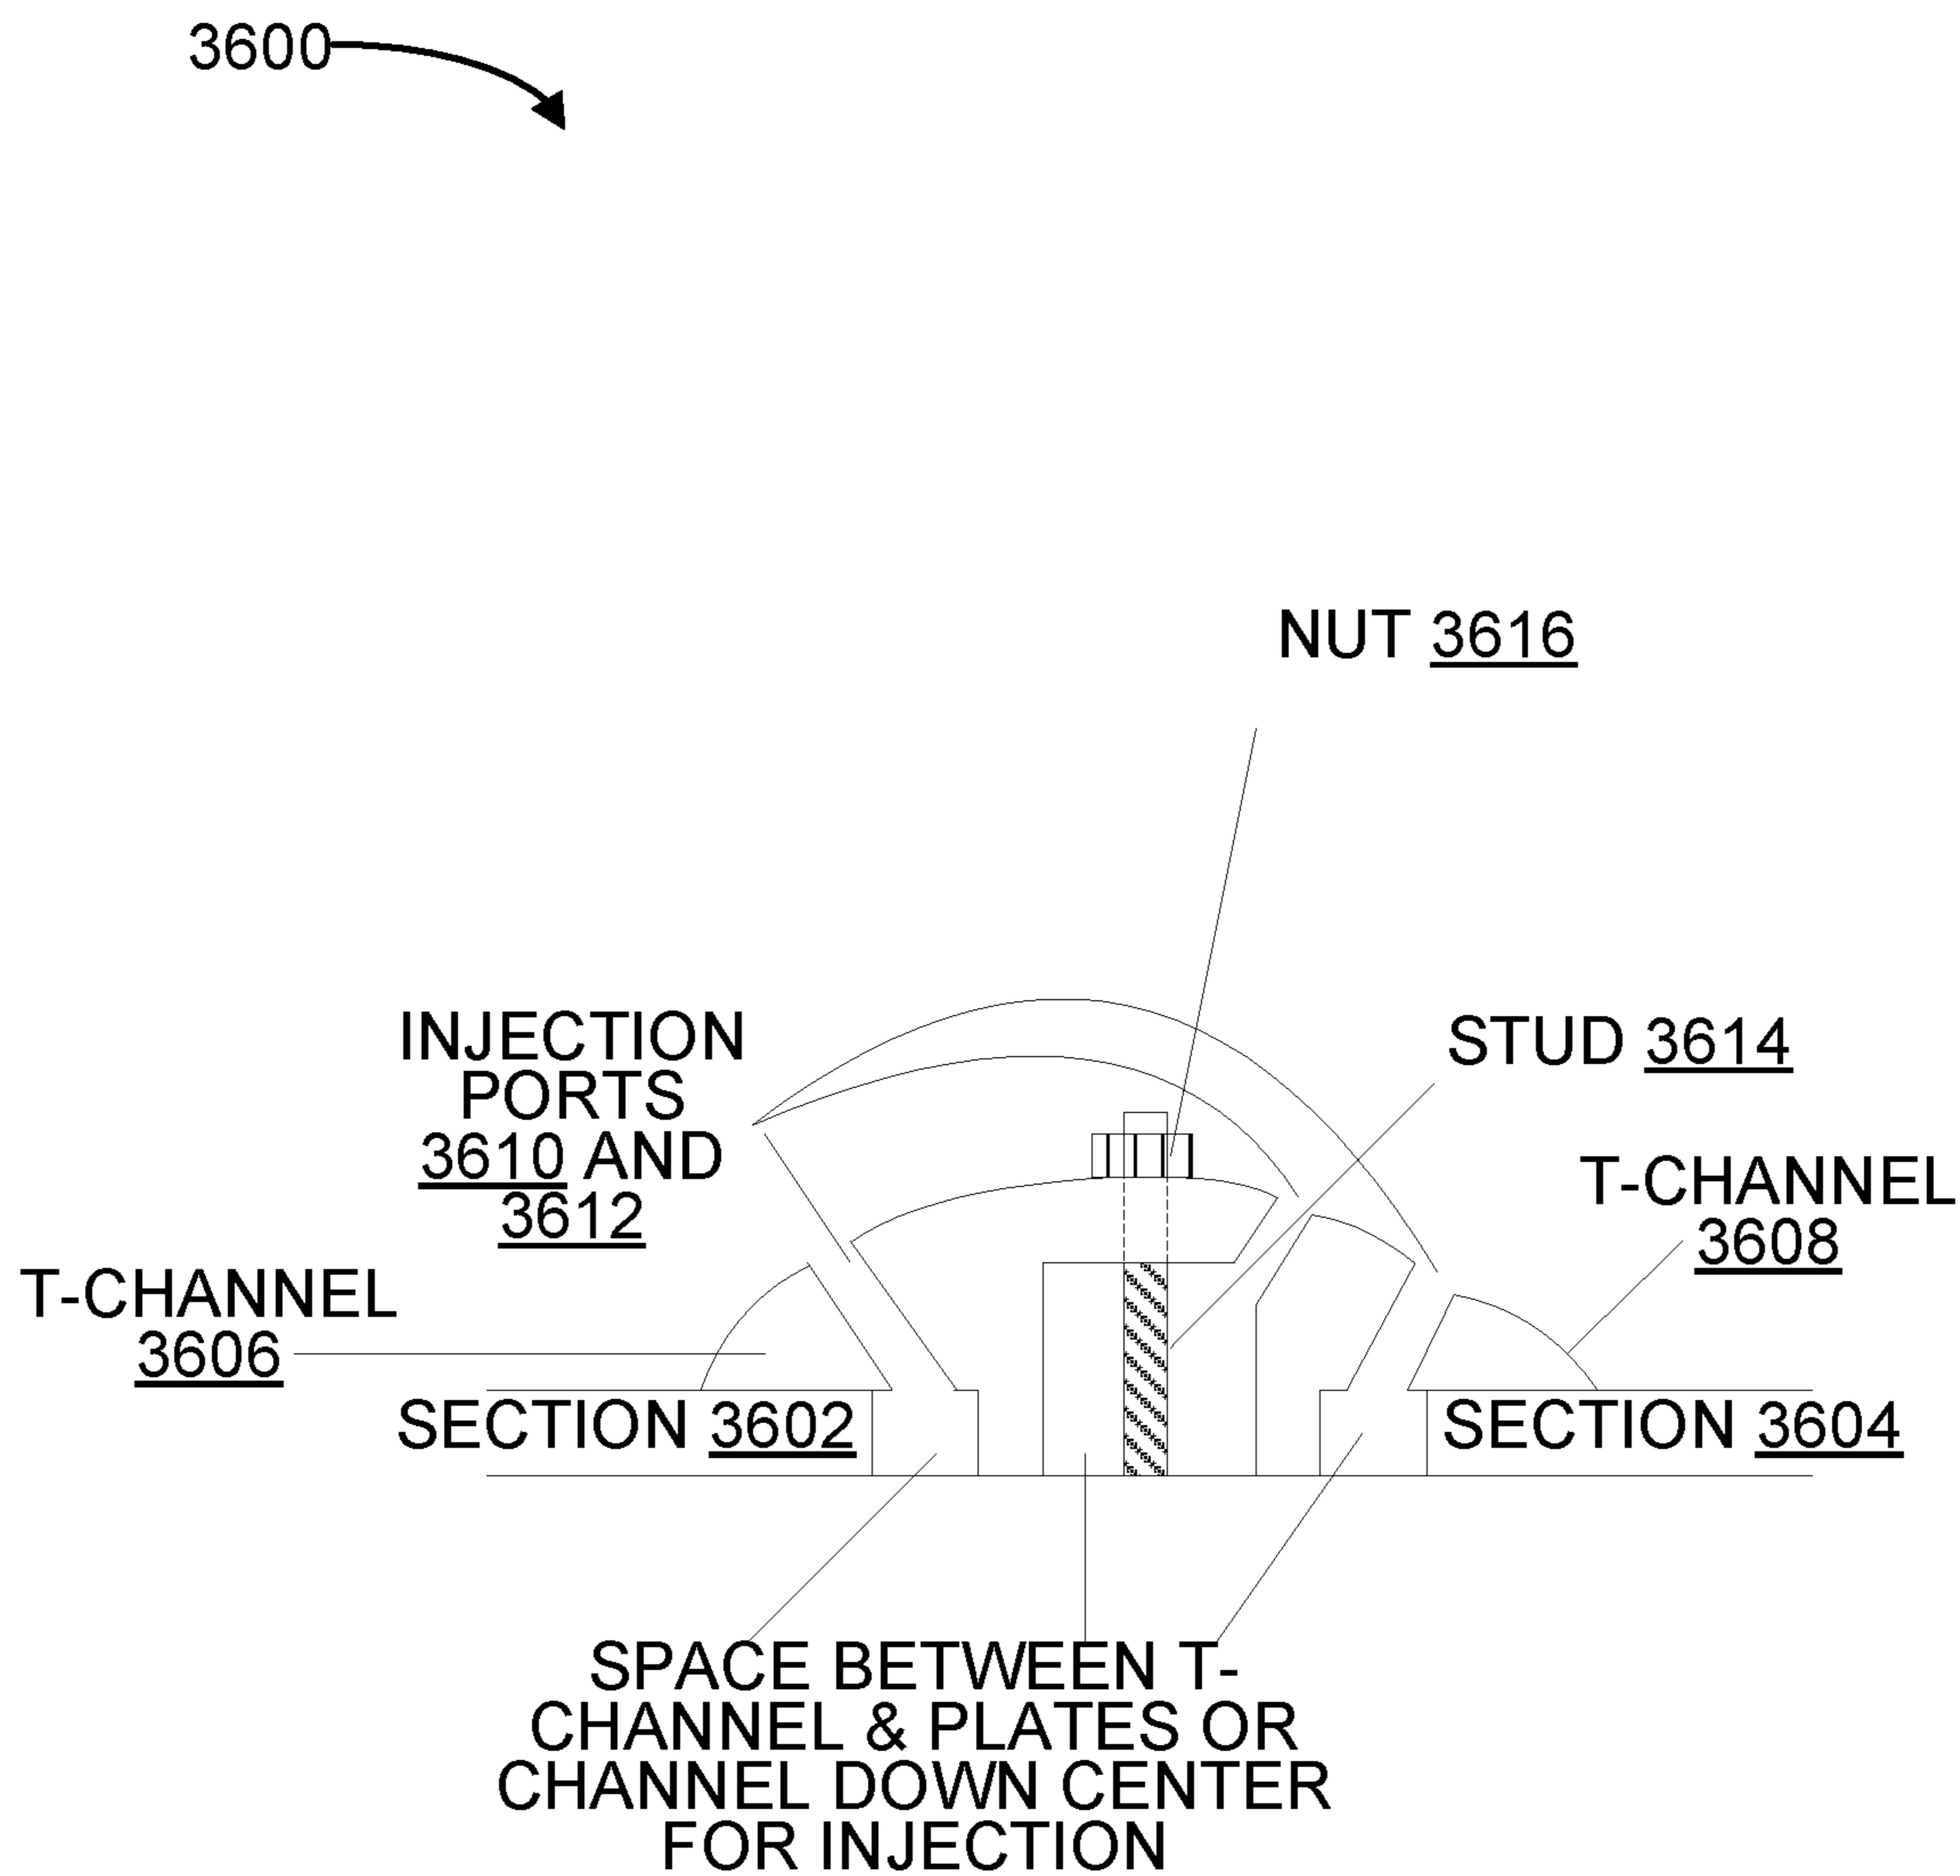 3600
NUT 3616
INJECTION
PORTS
3610 AND
3612
STUD 3614
T-CHANNEL
3608
T-CHANNEL
3606
SECTION 3602
SECTION 3604
SPACE BETWEEN T-
CHANNEL & PLATES OR
CHANNEL DOWN CENTER
FOR INJECTION